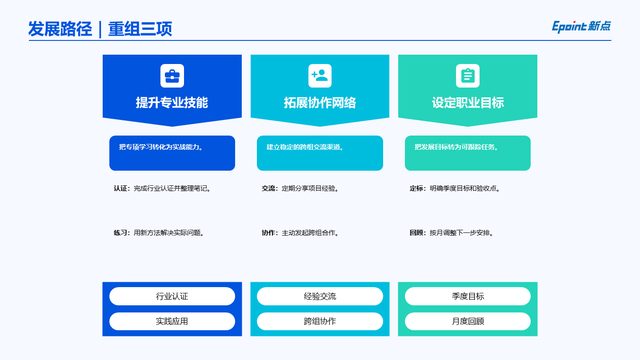 发展路径｜重组三项
Epoint新点
提升专业技能
拓展协作网络
设定职业目标
把专项学习转化为实战能力。
建立稳定的跨组交流渠道。
把发展目标转为可跟踪任务。
认证：完成行业认证并整理笔记。
交流：定期分享项目经验。
定标：明确季度目标和验收点。
练习：用新方法解决实际问题。
协作：主动发起跨组合作。
回顾：按月调整下一步安排。
行业认证
经验交流
季度目标
实践应用
跨组协作
月度回顾